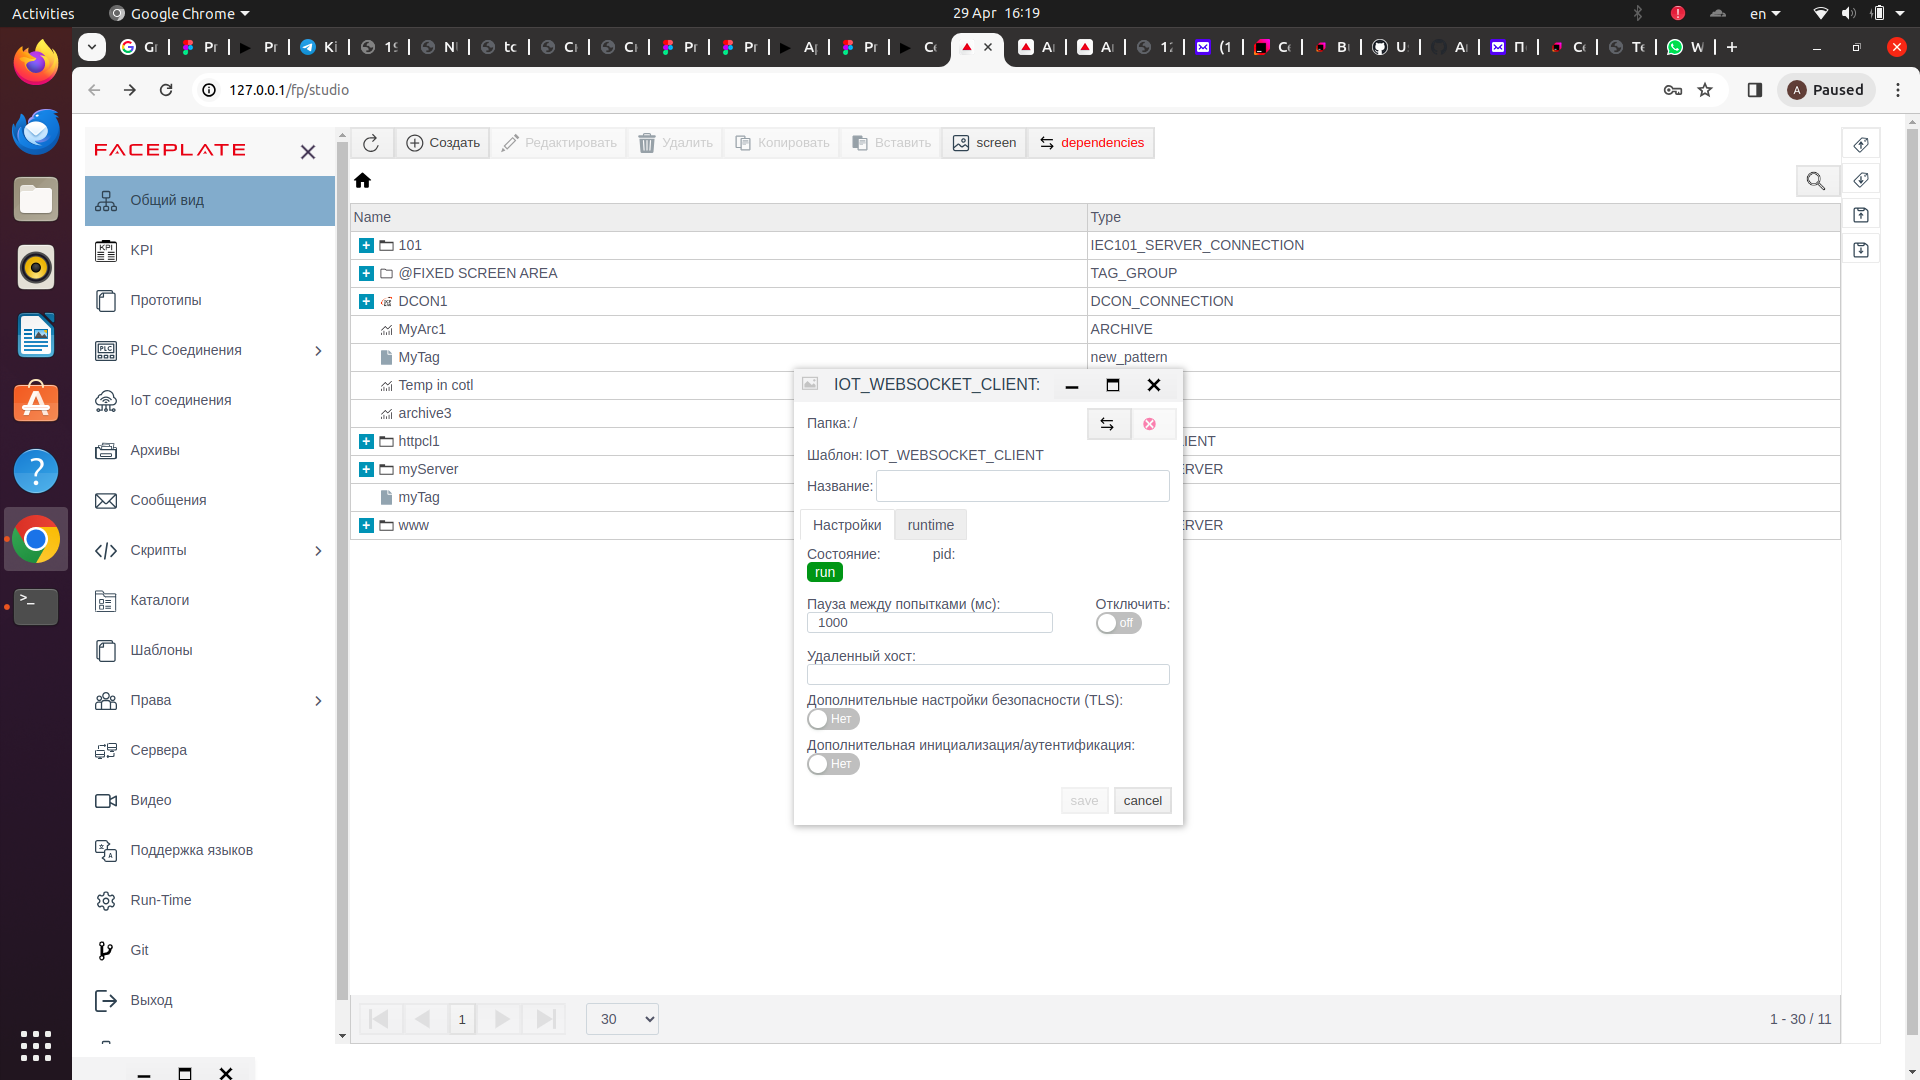 Activities
Google Chrome
29 Apr 16:19
en
127.0.0.1/fp/studio
A Paused
FACEPLATE
Общий вид
KPI
Прототипы
PLC Соединения
IoT соединения
Архивы
Сообщения
Скрипты
Каталоги
Шаблоны
Права
Сервера
Видео
Поддержка языков
Run-Time
Git
Выход
Создать
Редактировать
Удалить
Копировать
Вставить
screen
dependencies
Name Type
101 IEC101_SERVER_CONNECTION
@FIXED SCREEN AREA TAG_GROUP
DCON1 DCON_CONNECTION
MyArc1 ARCHIVE
MyTag new_pattern
Temp in cotl
archive3
httpcl1
myServer
myTag
www
IOT_WEBSOCKET_CLIENT:
Папка: /
Шаблон: IOT_WEBSOCKET_CLIENT
Название:
Настройки runtime
Состояние: pid:
run
Пауза между попытками (мс): Отключить:
1000 off
Удаленный хост:
Дополнительные настройки безопасности (TLS):
Нет
Дополнительная инициализация/аутентификация:
Нет
save cancel
1
30
1 - 30 / 11